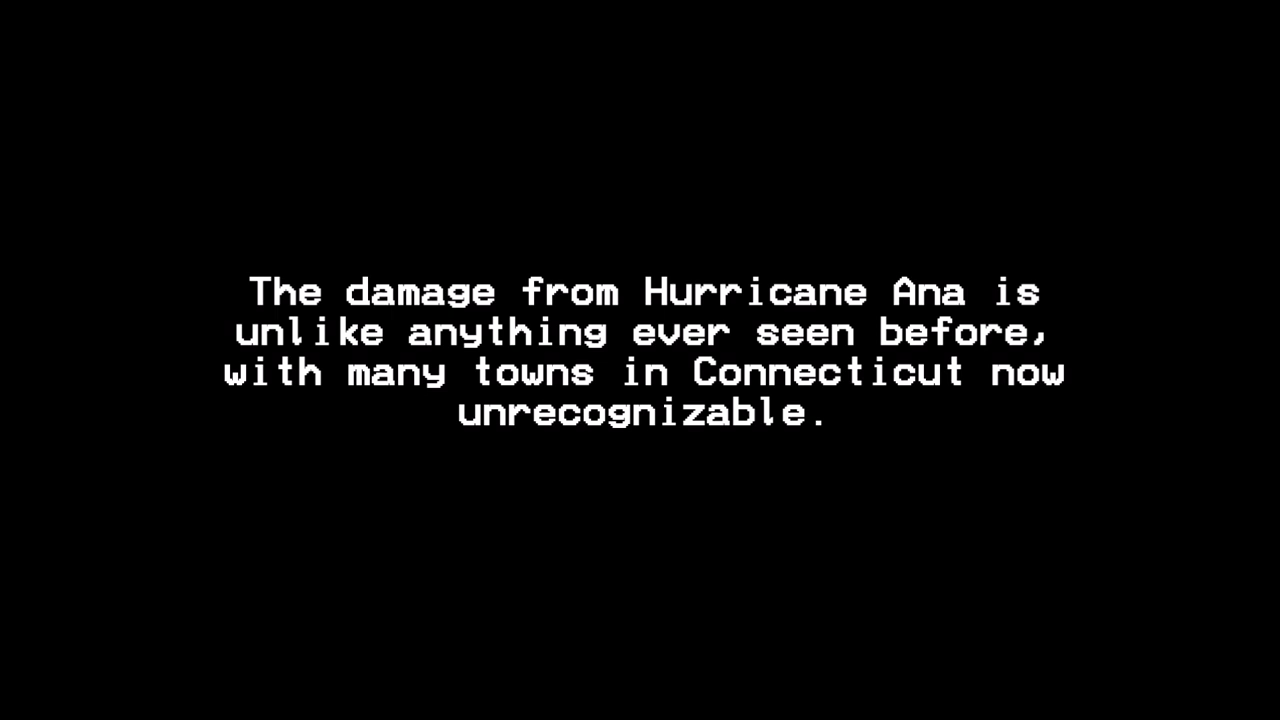 The damage from Hurricane Ana is
unlike anything ever seen before,
with many towns in Connecticut now
unrecognizable.